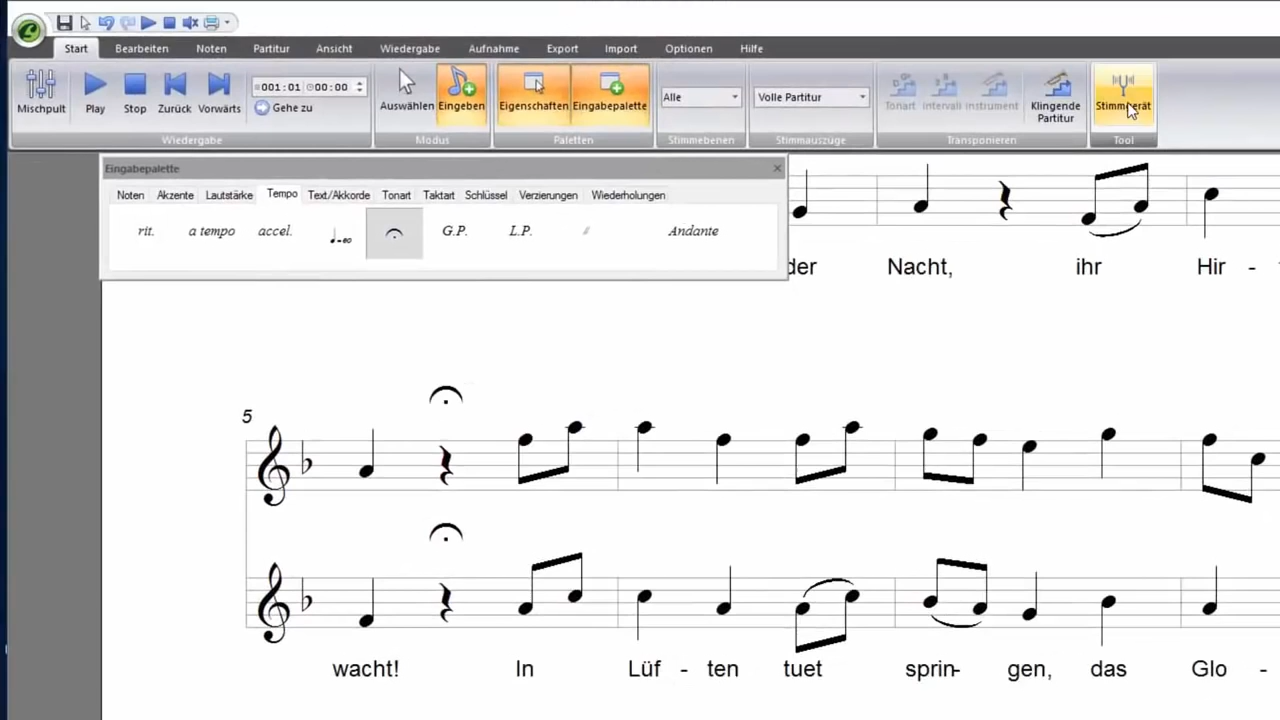 Start Bearbeiten Noten Partitur Ansicht Wiedergabe Aufnahme Export Import Optionen Hilfe
001:01 00:00
Alle
Volle Partitur
Mischpult Play Stop Zurück Vorwärts Gehe zu Auswählen Eingeben Eigenschaften Eingabepalette Tonart Intervall Instrument Klingende Partitur
Wiedergabe Modus Paletten Stimmebenen Stimmauszüge Transponieren Tool
Eingabepalette
Noten Akzente Lautstärke Tempo Text/Akkorde Tonart Taktart Schlüssel Verzierungen Wiederholungen
rit. a tempo accel. G.P. L.P. Andante
der Nacht, ihr Hir -
5
wacht! In Lüf - ten tuet sprin- gen, das Glo -